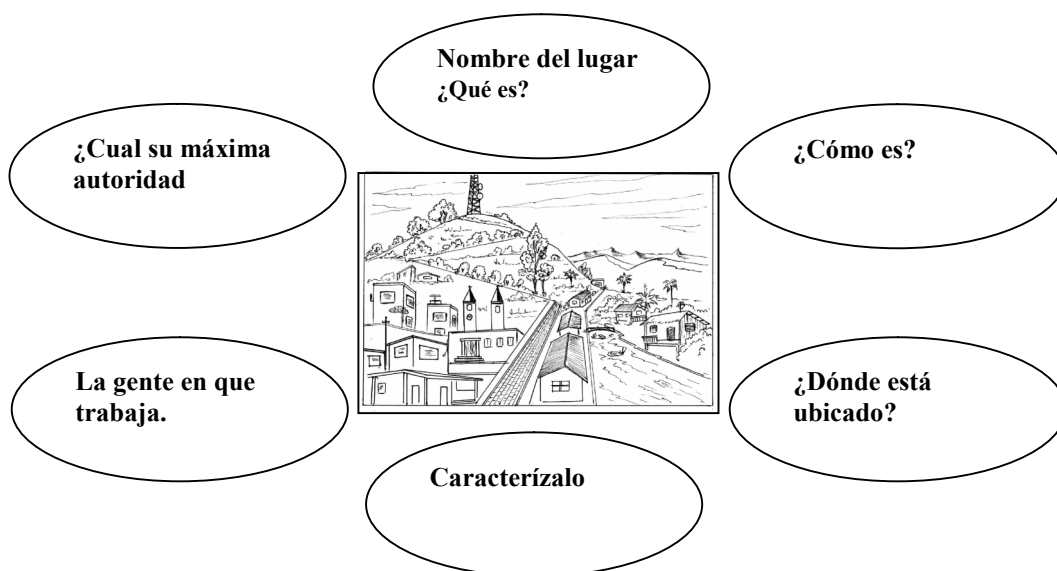 Nombre del lugar
¿Qué es?
¿Cual su máxima
autoridad
¿Cómo es?
La gente en que
trabaja.
¿Dónde está
ubicado?
Caracterízalo